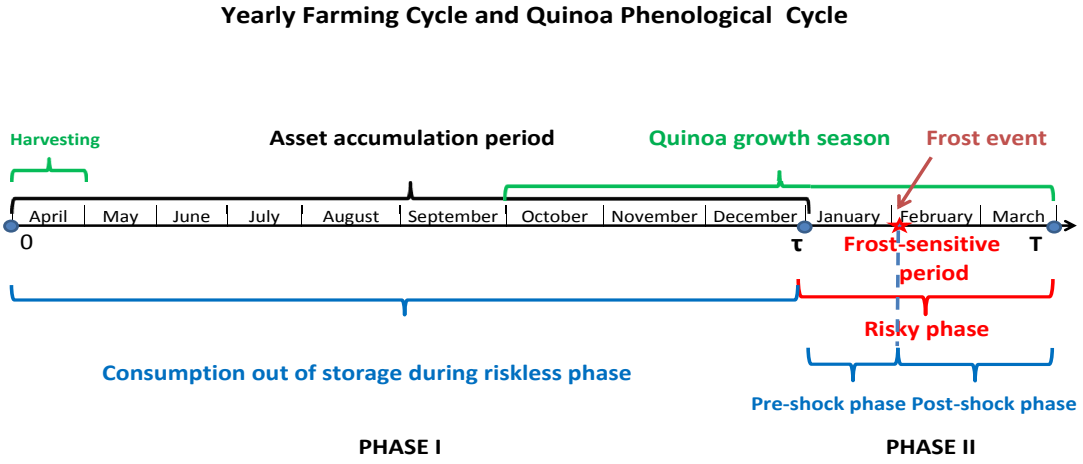 Yearly Farming Cycle and Quinoa Phenological Cycle
Harvesting
Asset accumulation period
Quinoa growth season
Frost event
April May June July August September October November December January February March
0 τ T
Frost-sensitive
period
Risky phase
Consumption out of storage during riskless phase
Pre-shock phase Post-shock phase
PHASE I PHASE II